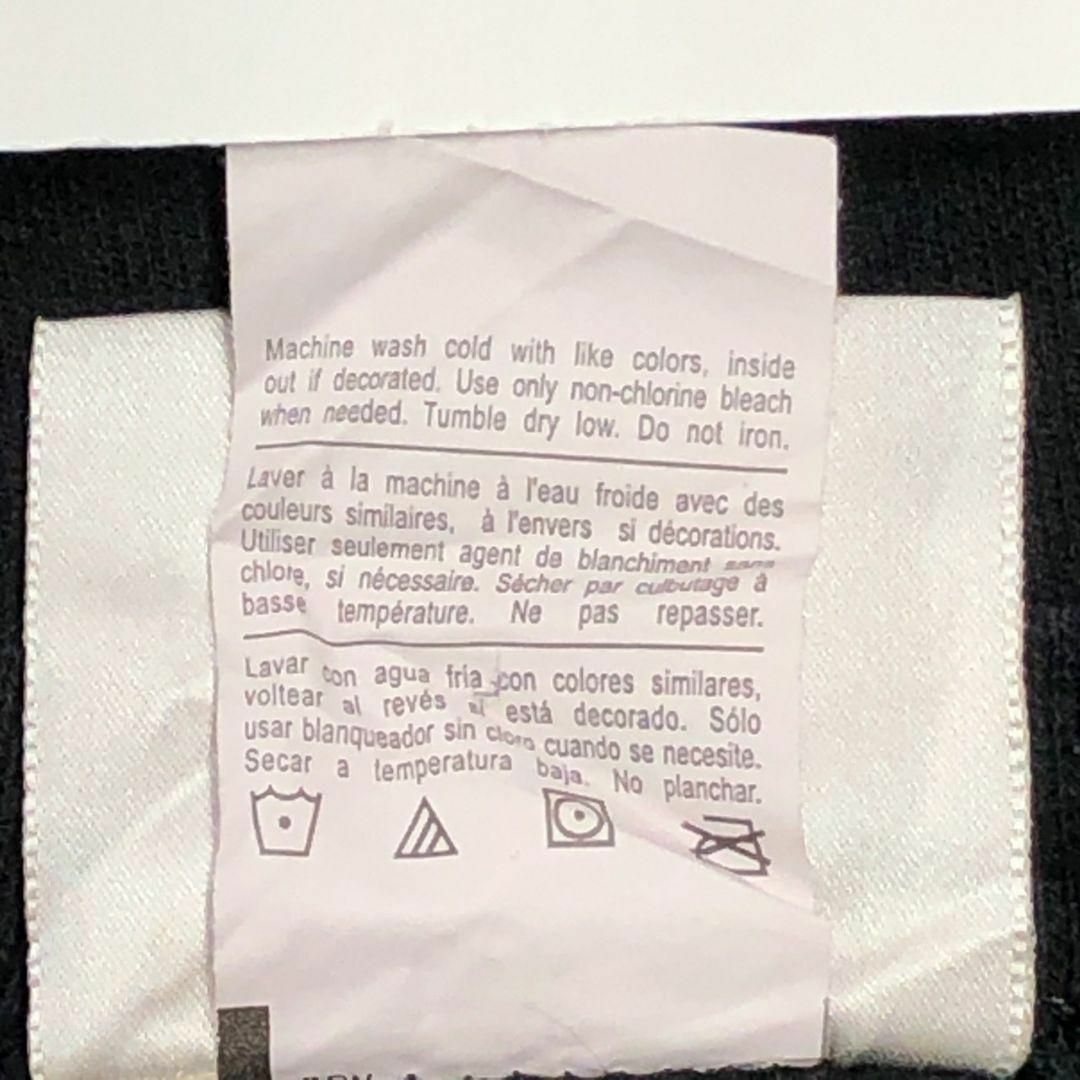 Machine wash cold with like colors, inside
out if decorated. Use only non-chlorine bleach
when needed. Tumble dry low. Do not iron.
Laver à la machine à l'eau froide avec des
couleurs similaires, à l'envers si décorations.
Utiliser seulement agent de blanchiment sans
chlore, si nécessaire. Sécher par culbutage à
basse température. Ne pas repasser.
Lavar con agua fría con colores similares,
voltear al revés si está decorado. Sólo
usar blanqueador sin cloro cuando se necesite.
Secar a temperatura baja. No planchar.